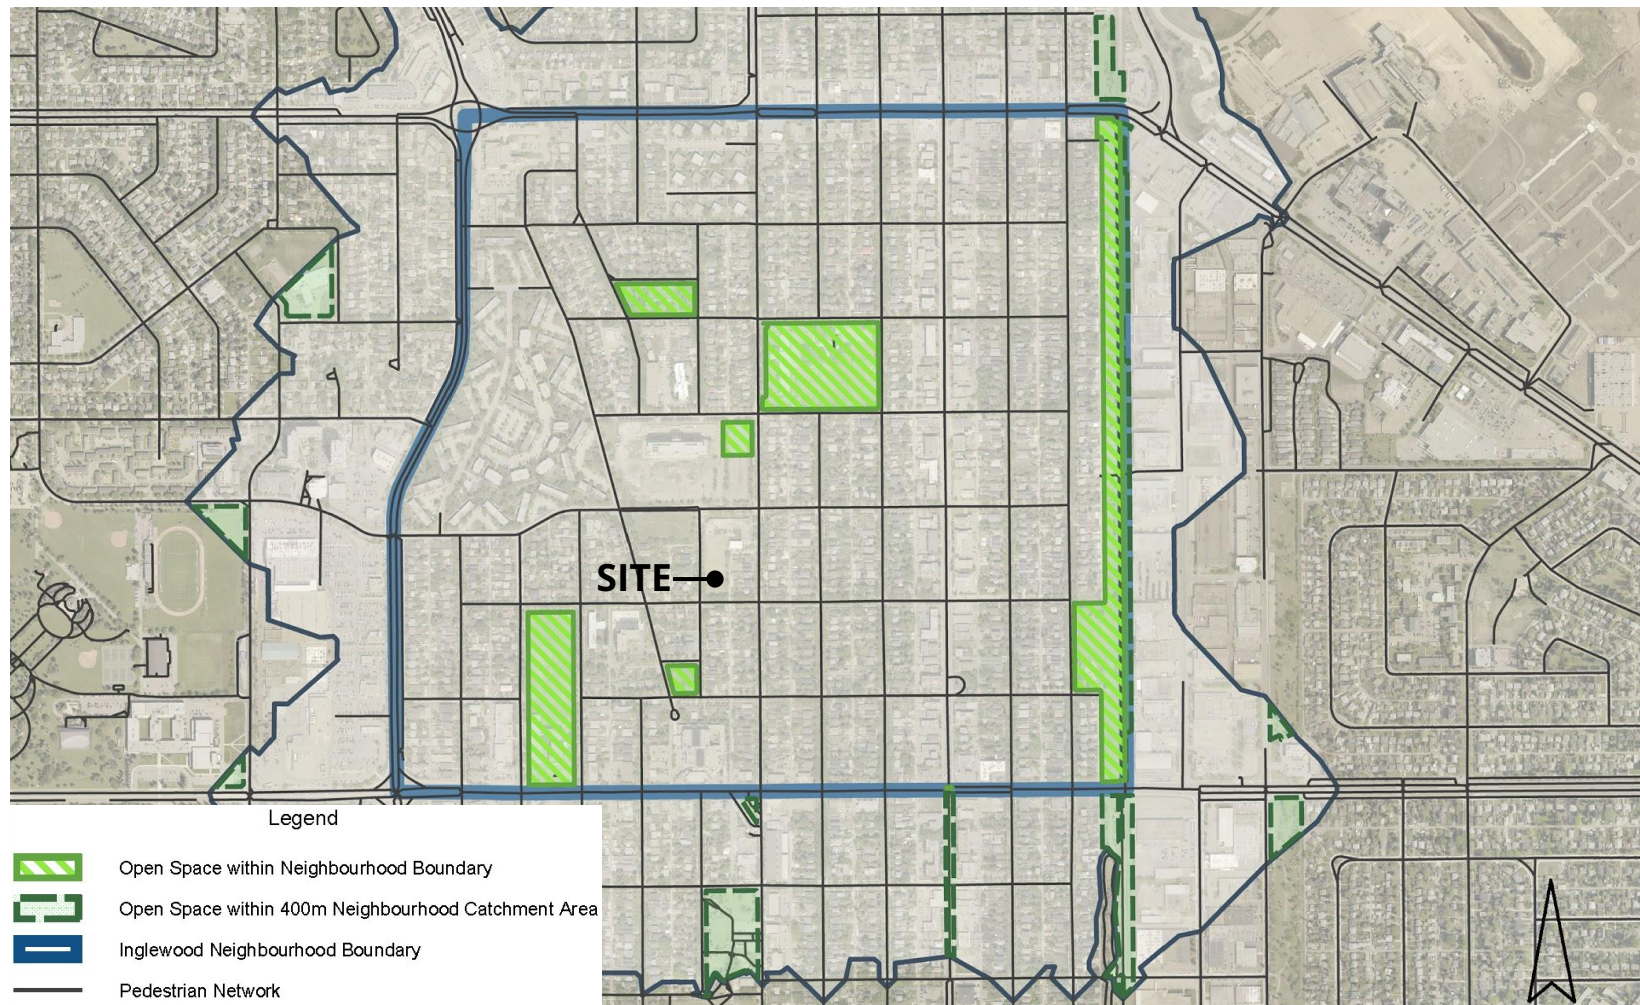 SITE
Legend
Open Space within Neighbourhood Boundary
Open Space within 400m Neighbourhood Catchment Area
Inglewood Neighbourhood Boundary
Pedestrian Network